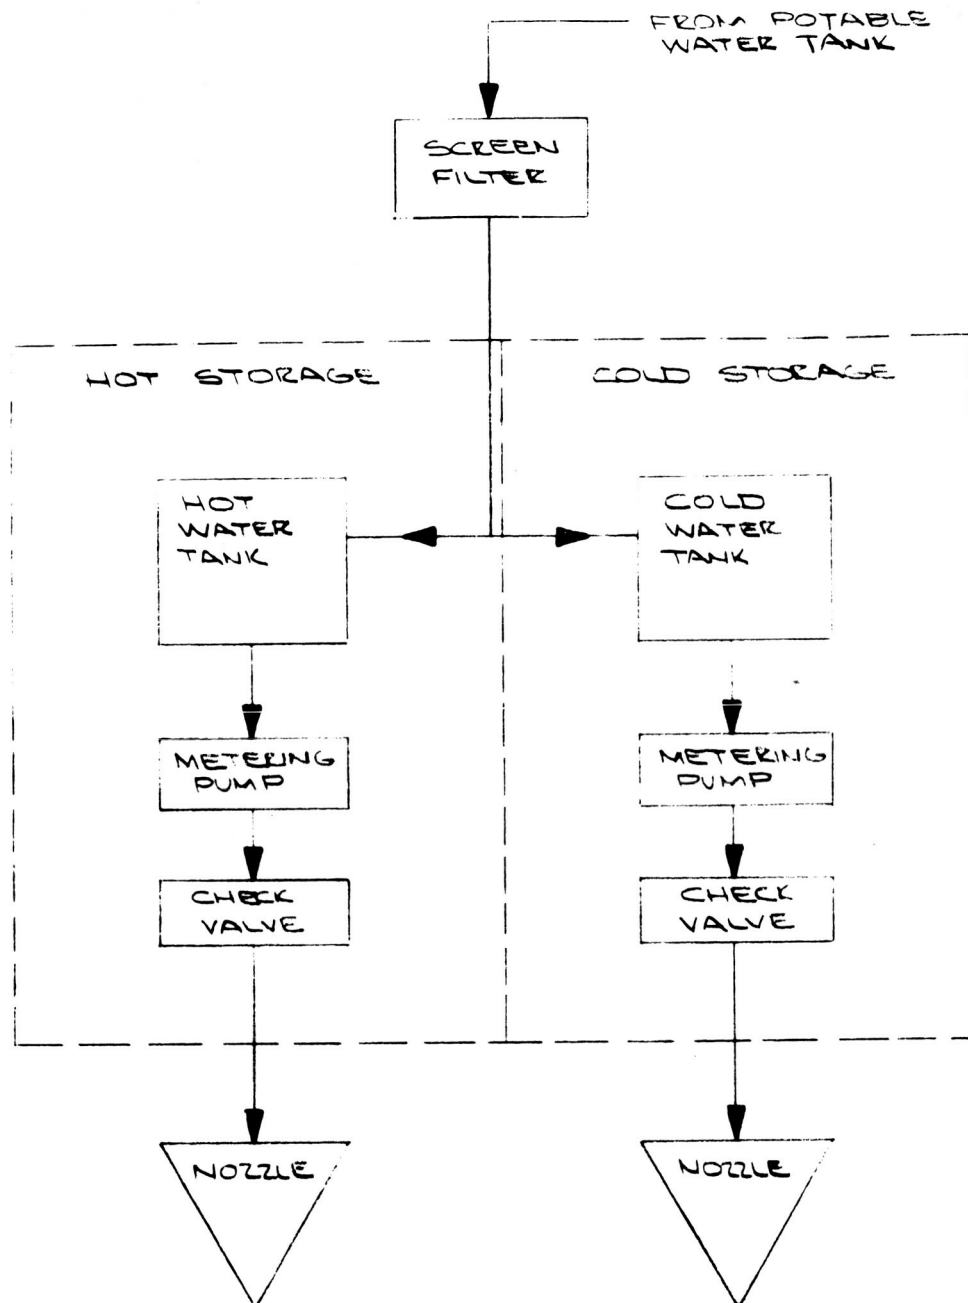 FROM POTABLE
WATER TANK
SCREEN
FILTER
HOT STORAGE
COLD STORAGE
HOT
WATER
TANK
COLD
WATER
TANK
METERING
PUMP
METERING
PUMP
CHECK
VALVE
CHECK
VALVE
NOZZLE
NOZZLE